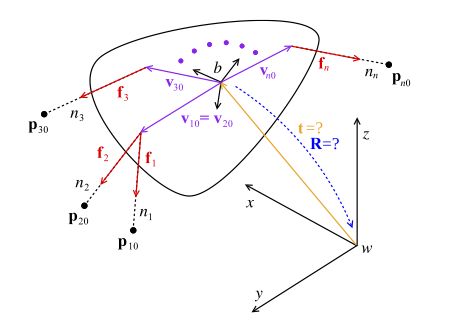 b
v30
vn0
fn
nn
pn0
f3
n3
p30
v10= v20
t=?
R=?
z
f2
f1
n2
p20
n1
p10
x
w
y